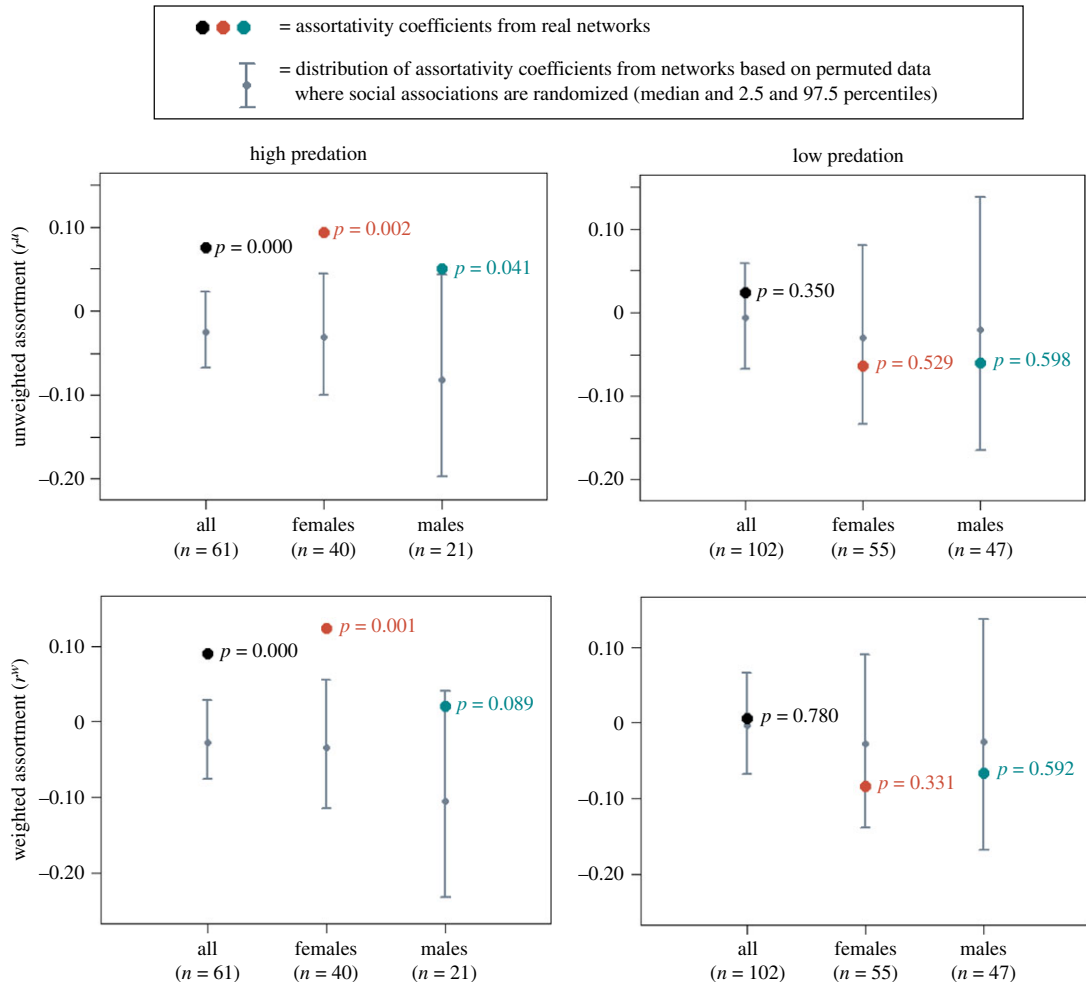 = assortativity coefficients from real networks
= distribution of assortativity coefficients from networks based on permuted data
where social associations are randomized (median and 2.5 and 97.5 percentiles)
high predation
low predation
unweighted assortment (r^u)
0.10
0
–0.10
–0.20
p = 0.000
p = 0.002
p = 0.041
all
(n = 61)
females
(n = 40)
males
(n = 21)
0.10
0
–0.10
–0.20
p = 0.350
p = 0.529
p = 0.598
all
(n = 102)
females
(n = 55)
males
(n = 47)
weighted assortment (r^w)
0.10
0
–0.10
–0.20
p = 0.000
p = 0.001
p = 0.089
all
(n = 61)
females
(n = 40)
males
(n = 21)
0.10
0
–0.10
–0.20
p = 0.780
p = 0.331
p = 0.592
all
(n = 102)
females
(n = 55)
males
(n = 47)